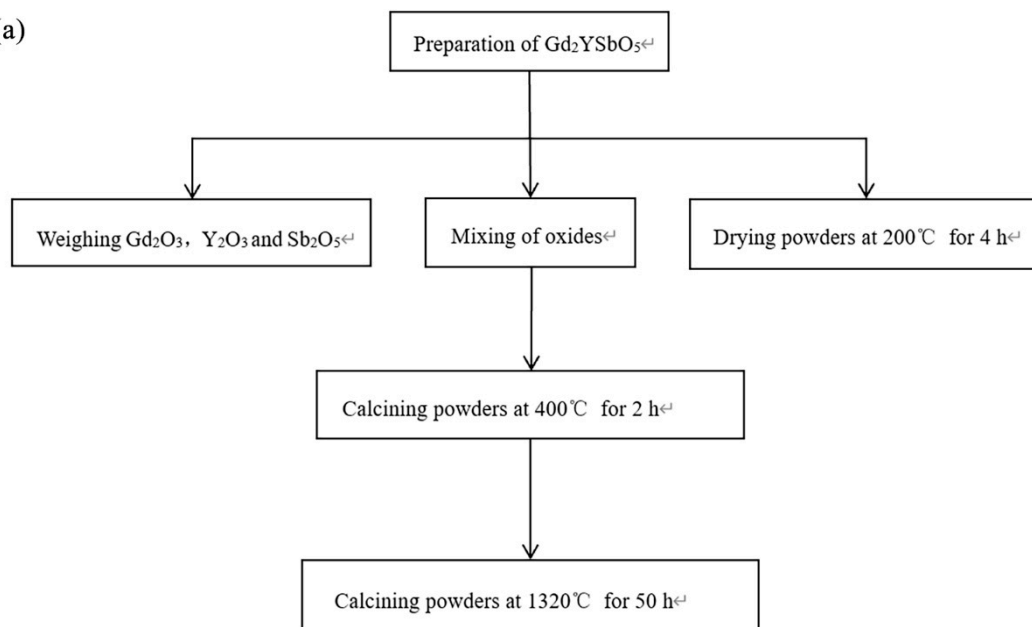 (a)
Preparation of Gd₂YSbO₅↵
Weighing Gd₂O₃，Y₂O₃ and Sb₂O₅↵
Mixing of oxides↵
Drying powders at 200℃ for 4 h↵
Calcining powders at 400℃ for 2 h↵
Calcining powders at 1320℃ for 50 h↵